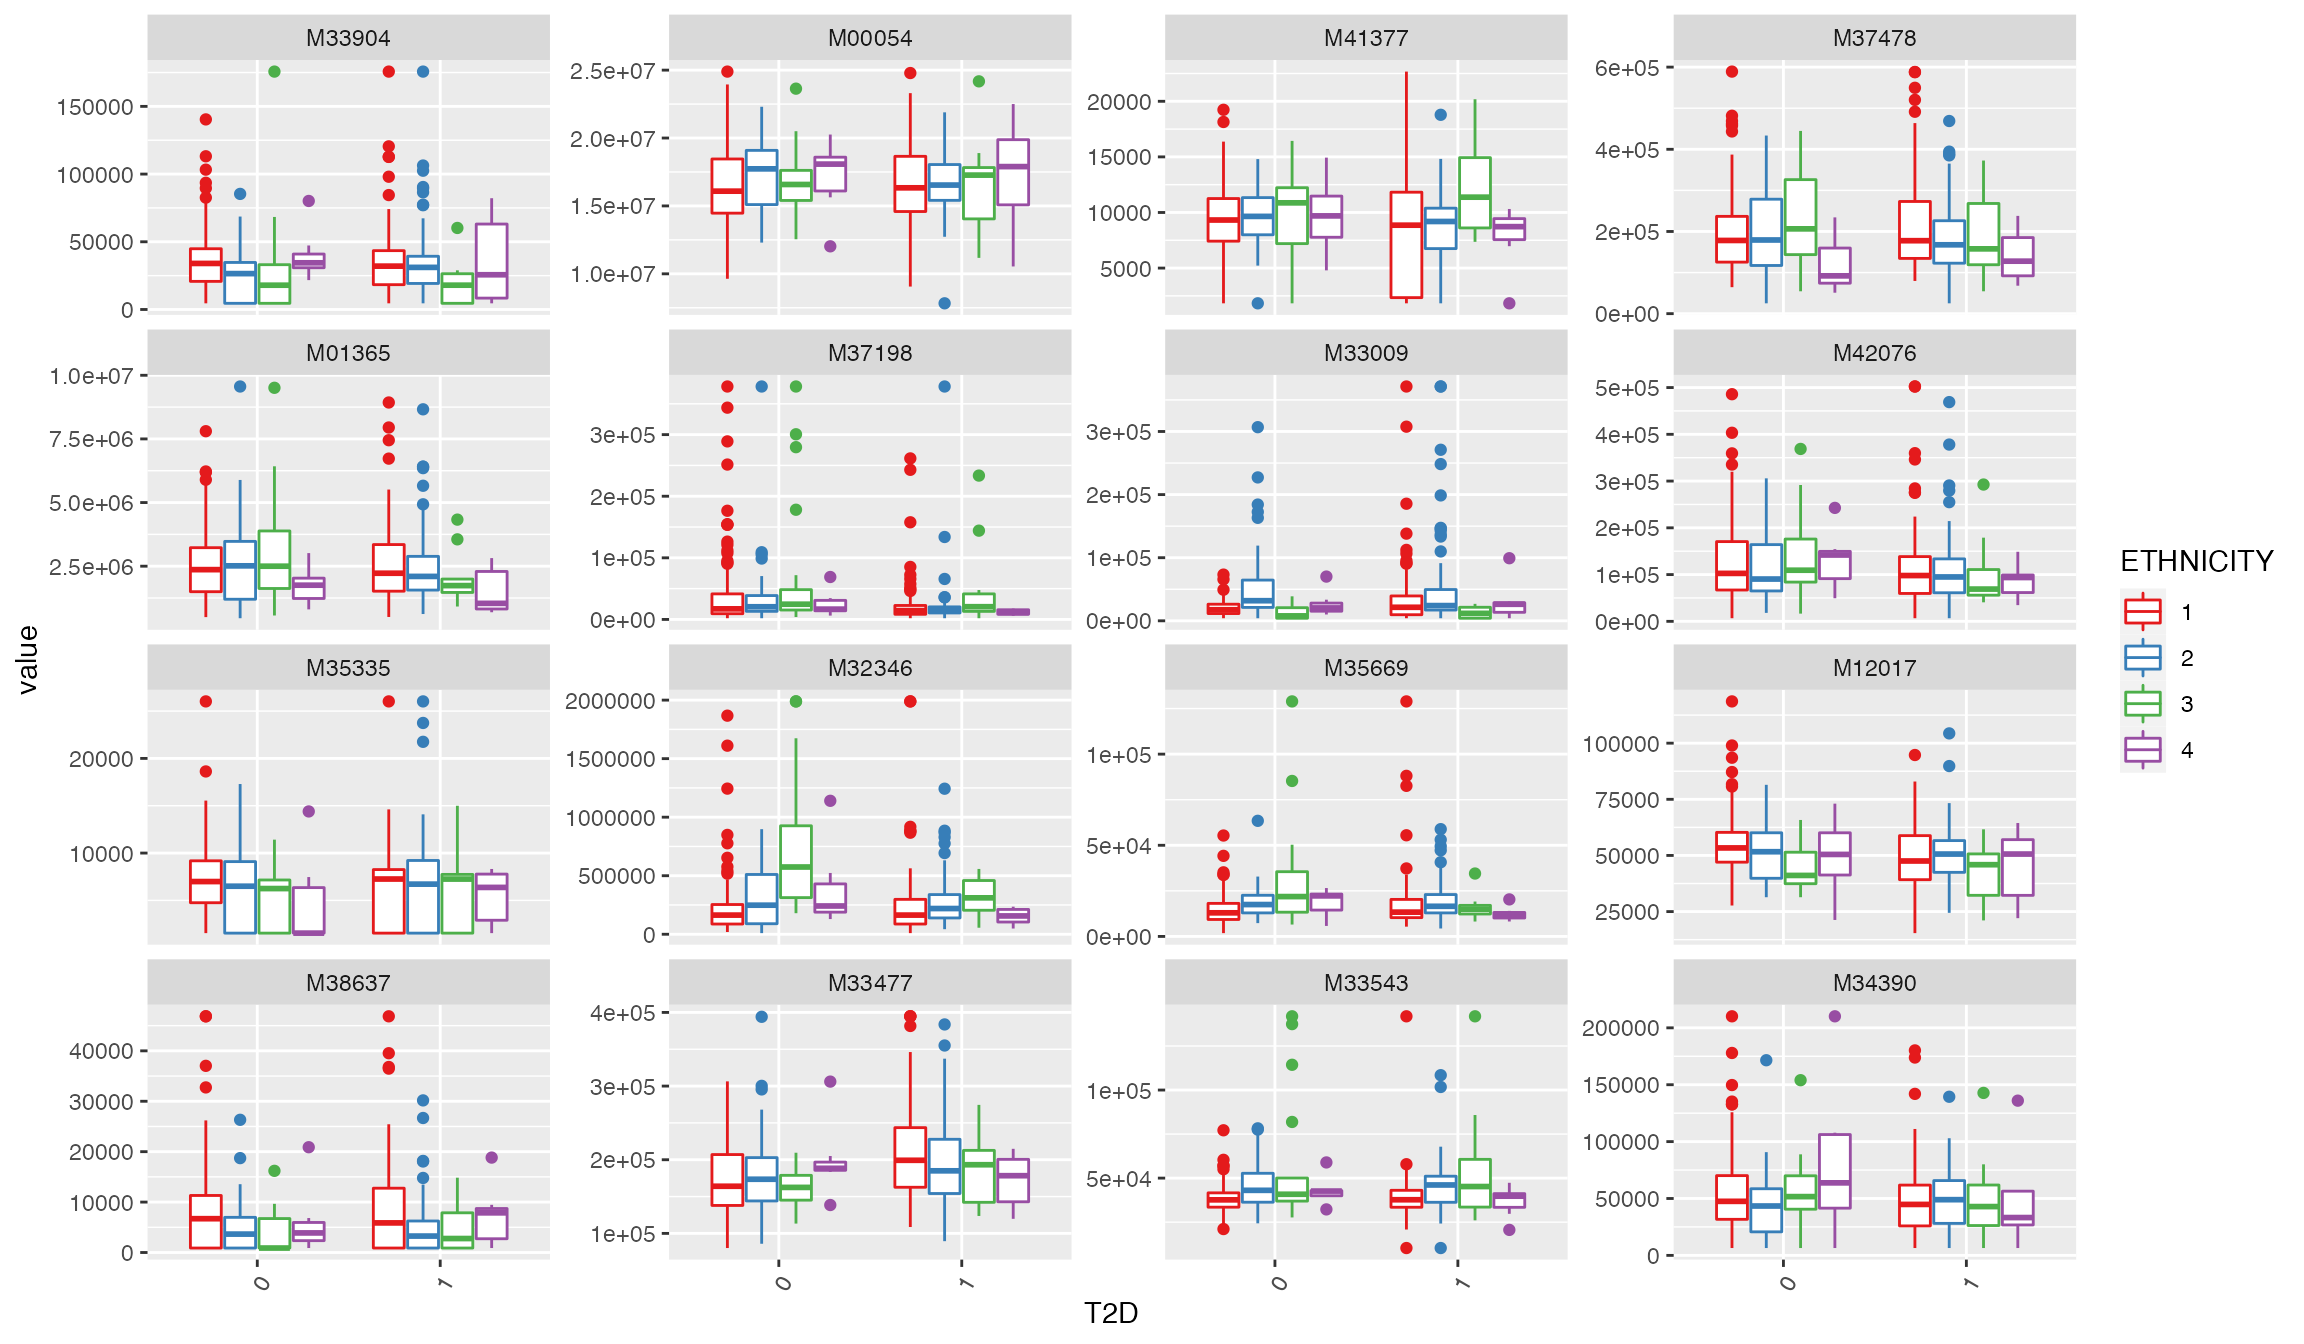 M33904 M00054 M41377 M37478
150000
100000
50000
0
2.5e+07
2.0e+07
1.5e+07
1.0e+07
20000
15000
10000
5000
6e+05
4e+05
2e+05
0e+00
M01365 M37198 M33009 M42076
1.0e+07
7.5e+06
5.0e+06
2.5e+06
3e+05
2e+05
1e+05
0e+00
3e+05
2e+05
1e+05
0e+00
5e+05
4e+05
3e+05
2e+05
1e+05
0e+00
M35335 M32346 M35669 M12017
20000
10000
2000000
1500000
1000000
500000
0
1e+05
5e+04
0e+00
100000
75000
50000
25000
M38637 M33477 M33543 M34390
40000
30000
20000
10000
0
4e+05
3e+05
2e+05
1e+05
1e+05
5e+04
200000
150000
100000
50000
0
0 1 0 1 0 1 0 1
T2D
value
ETHNICITY
1
2
3
4